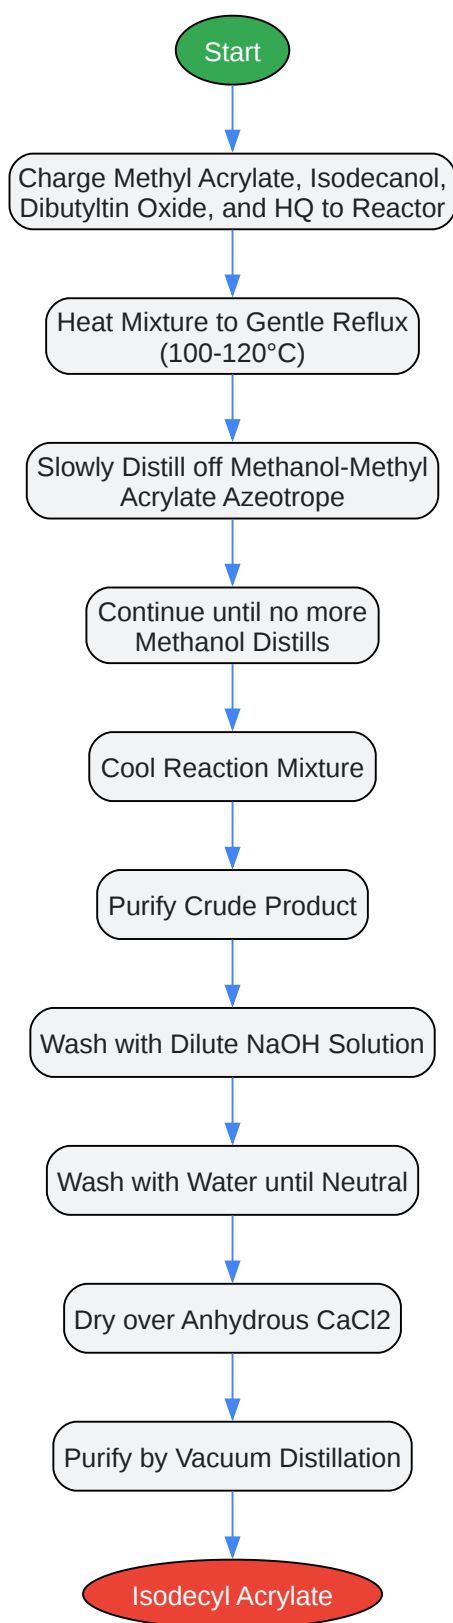 Start
Charge Methyl Acrylate, Isodecanol,
Dibutyltin Oxide, and HQ to Reactor
Heat Mixture to Gentle Reflux
(100-120°C)
Slowly Distill off Methanol-Methyl
Acrylate Azeotrope
Continue until no more
Methanol Distills
Cool Reaction Mixture
Purify Crude Product
Wash with Dilute NaOH Solution
Wash with Water until Neutral
Dry over Anhydrous CaCl2
Purify by Vacuum Distillation
Isodecyl Acrylate